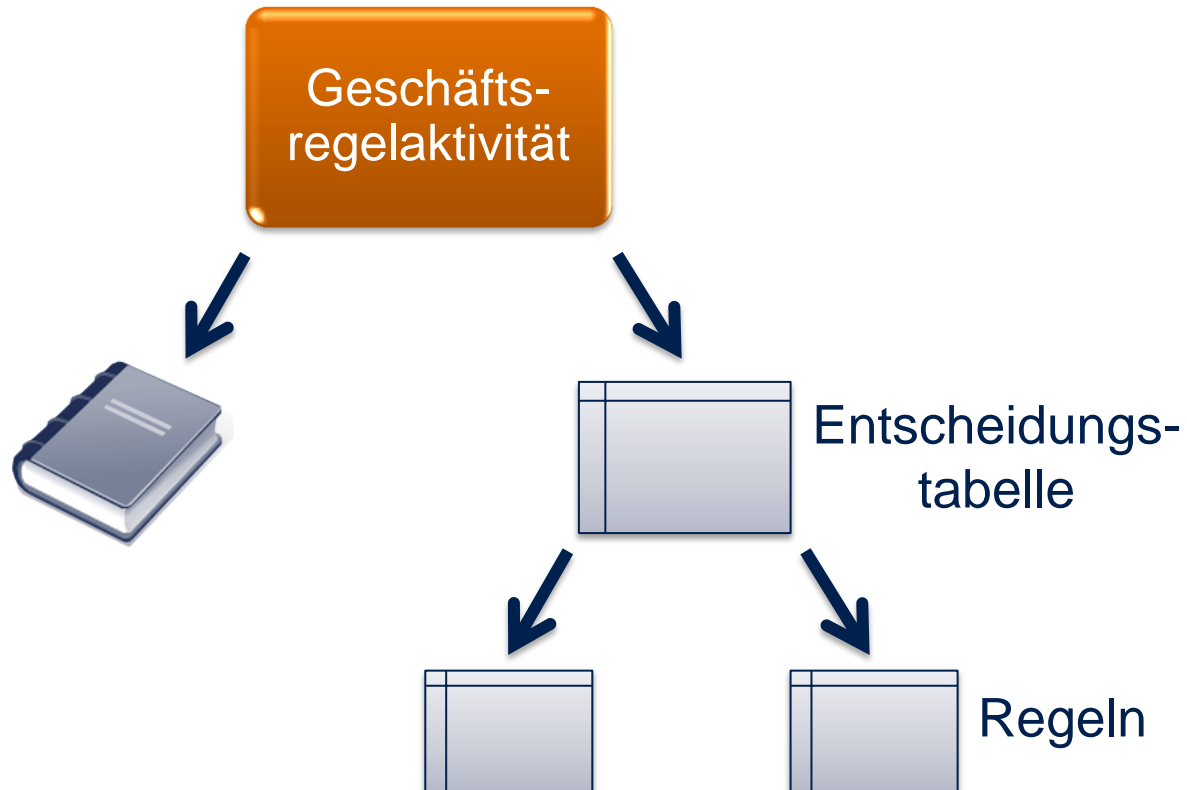 Geschäfts-
regelaktivität
Entscheidungs-
tabelle
Regeln